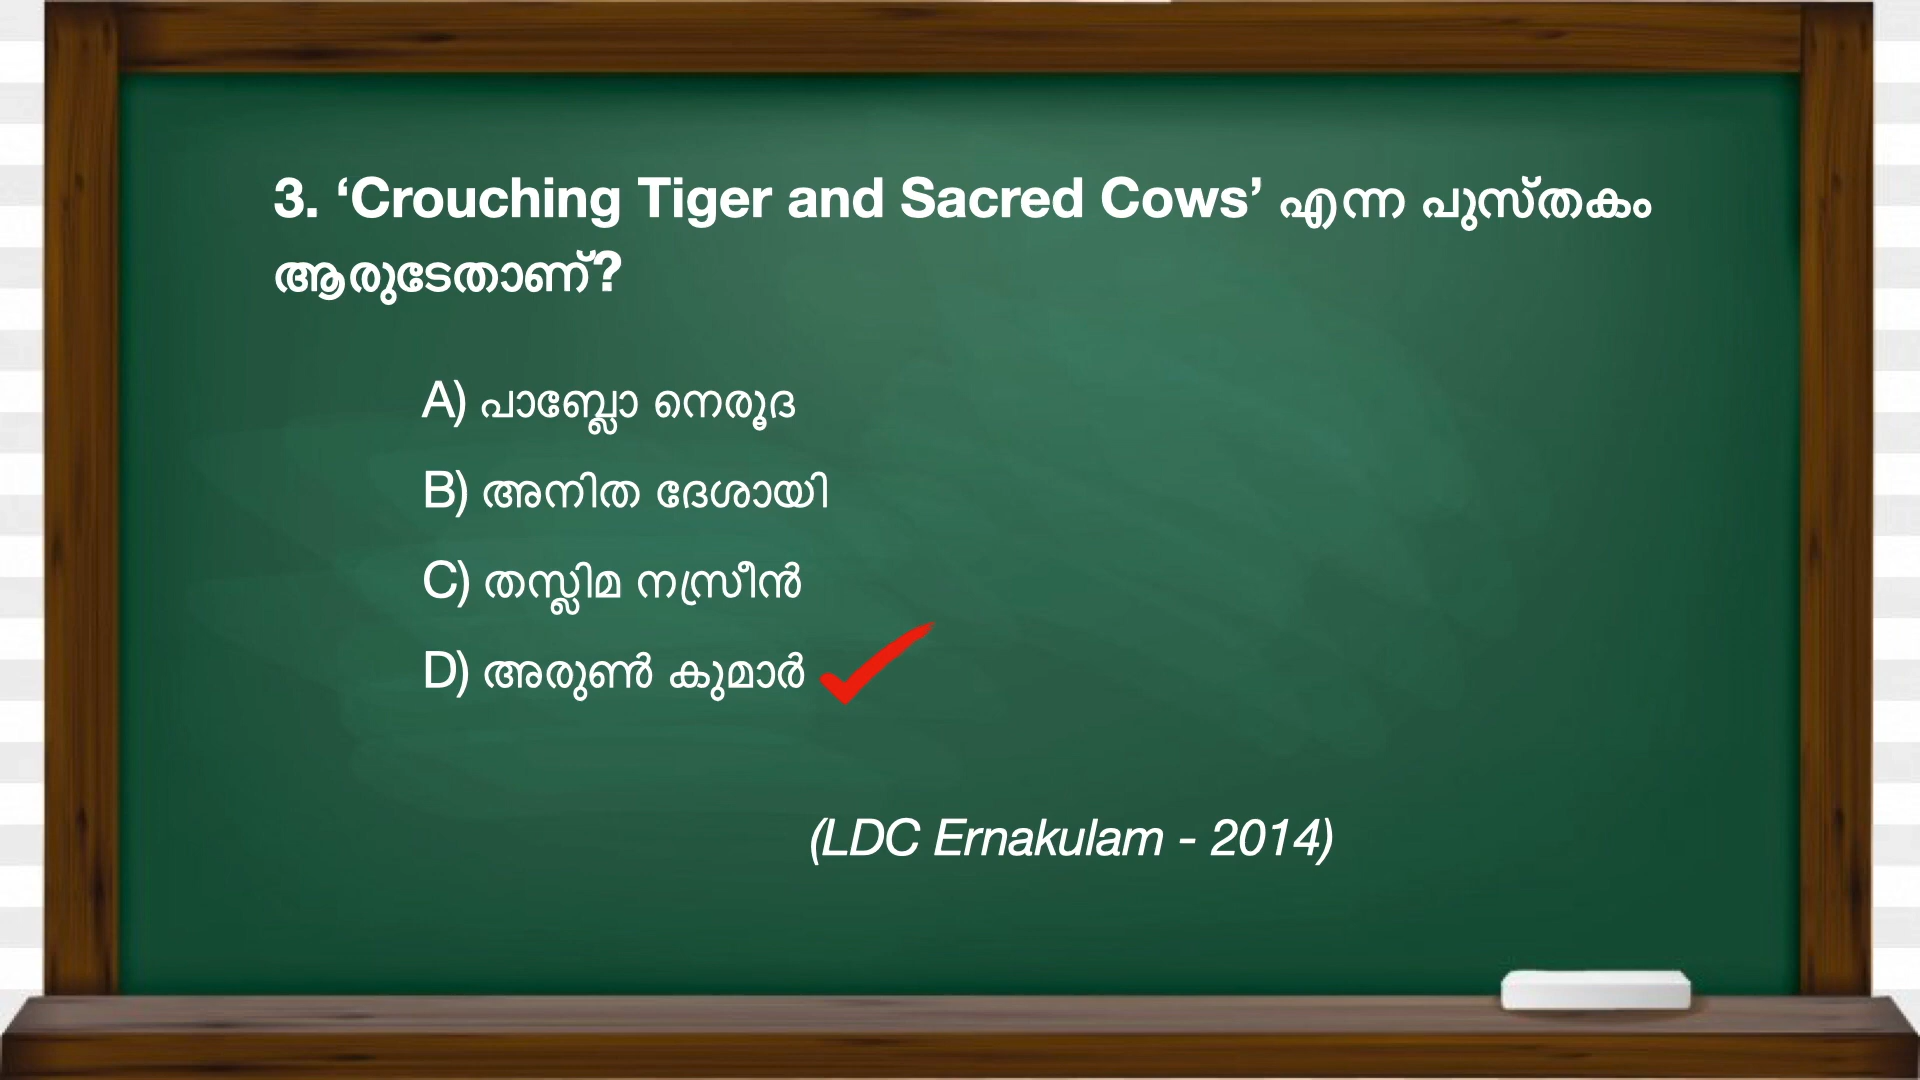 3. ‘Crouching Tiger and Sacred Cows’ എന്ന പുസ്തകം
ആരുടേതാണ്?
A) പാബ്ലോ നെരൂദ
B) അനിത ദേശായി
C) തസ്ലിമ നസ്രീൻ
D) അരുൺ കുമാർ
(LDC Ernakulam - 2014)